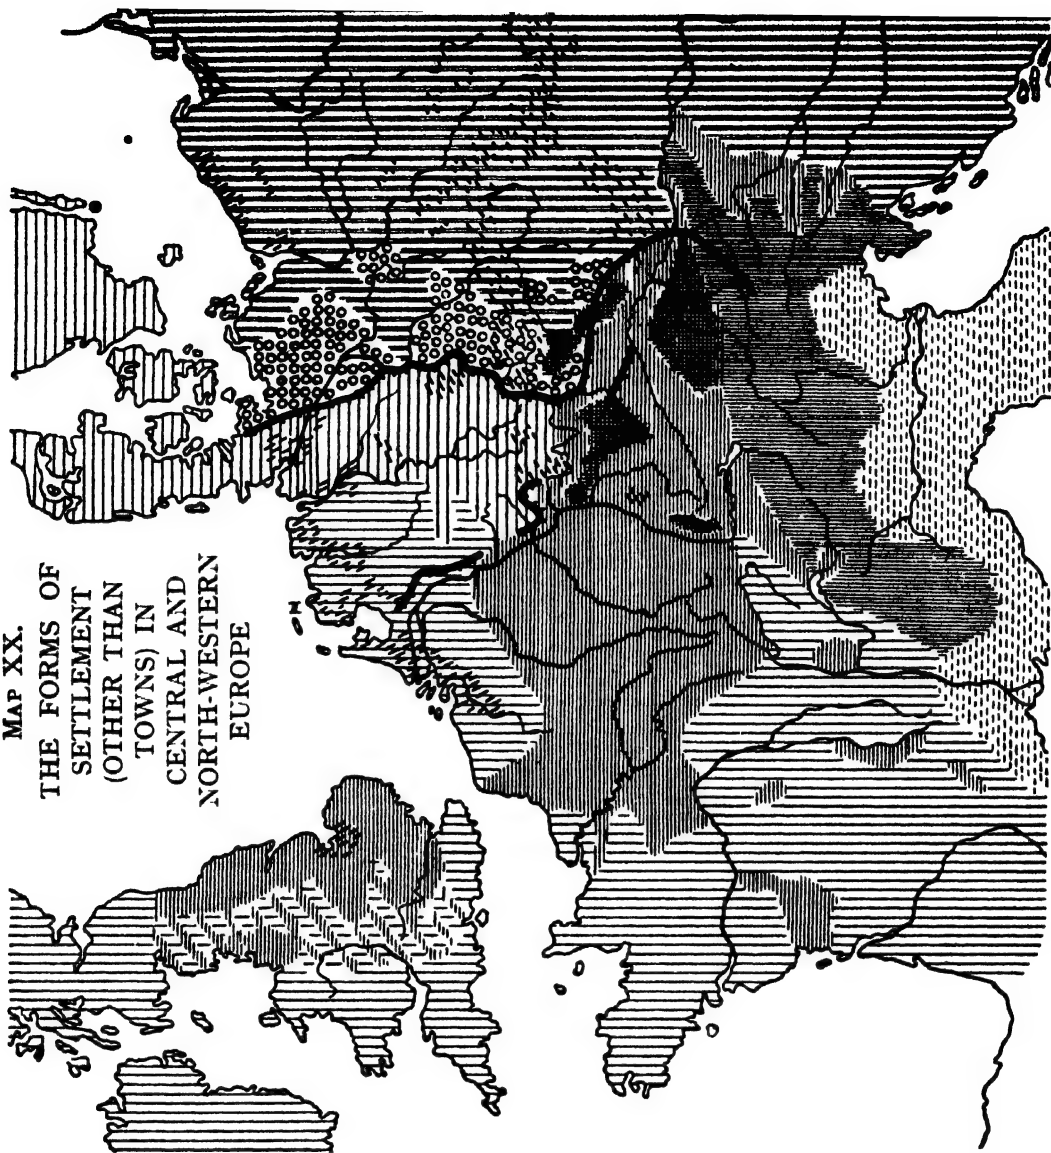 MAP XX.
THE FORMS OF
SETTLEMENT
(OTHER THAN
TOWNS) IN
CENTRAL AND
NORTH-WESTERN
EUROPE